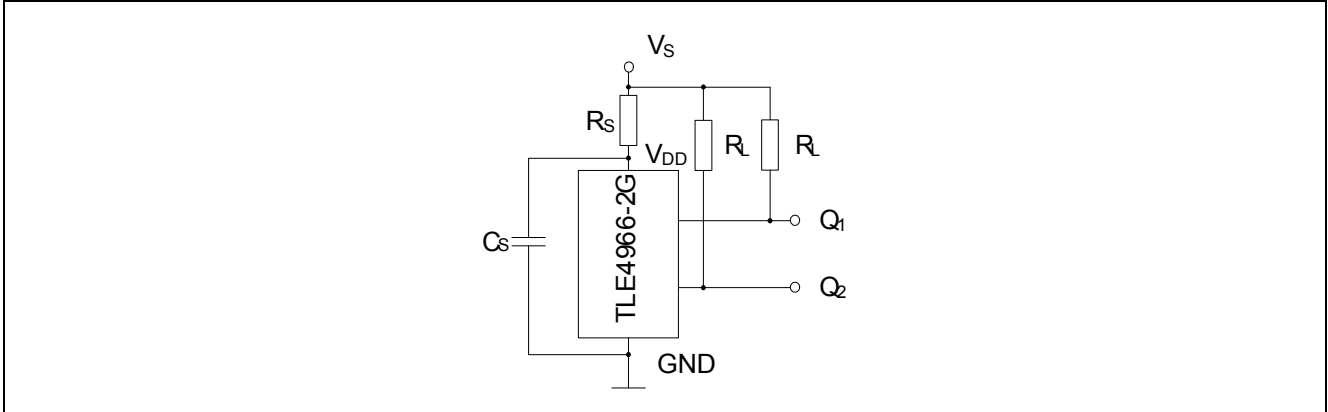 VS
RS
VDD
RL
RL
TLE4966-2G
Q1
CS
Q2
GND